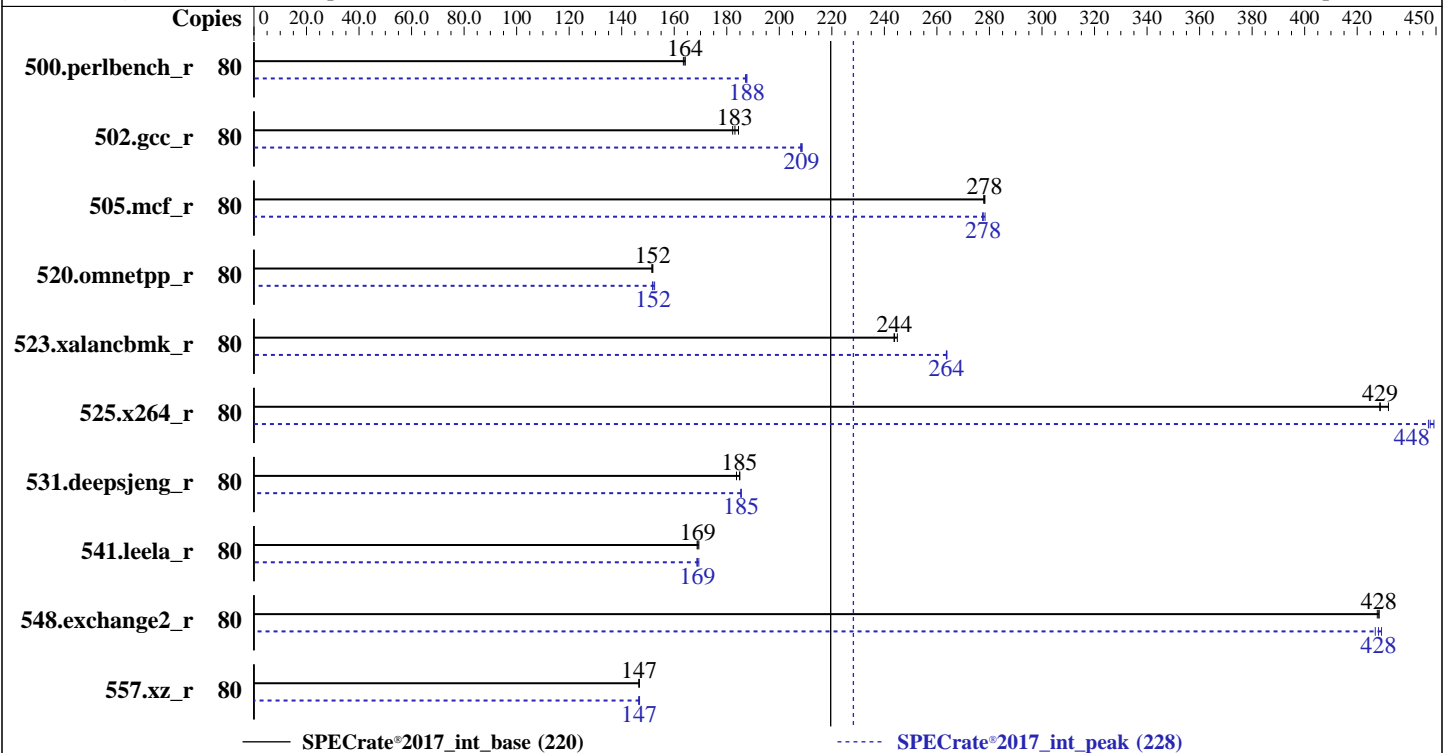 Copies 0 20.0 40.0 60.0 80.0 100 120 140 160 180 200 220 240 260 280 300 320 340 360 380 400 420 450
164
500.perlbench_r 80
188
183
502.gcc_r 80
209
278
505.mcf_r 80
278
152
520.omnetpp_r 80
152
244
523.xalancbmk_r 80
264
429
525.x264_r 80
448
185
531.deepsjeng_r 80
185
169
541.leela_r 80
169
428
548.exchange2_r 80
428
147
557.xz_r 80
147
SPECrate®2017_int_base (220) SPECrate®2017_int_peak (228)